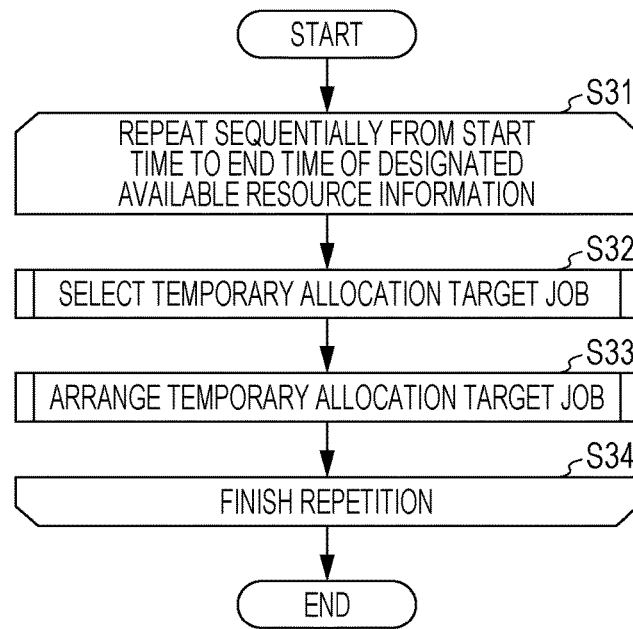 START
S31
REPEAT SEQUENTIALLY FROM START
TIME TO END TIME OF DESIGNATED
AVAILABLE RESOURCE INFORMATION
S32
SELECT TEMPORARY ALLOCATION TARGET JOB
S33
ARRANGE TEMPORARY ALLOCATION TARGET JOB
S34
FINISH REPETITION
END